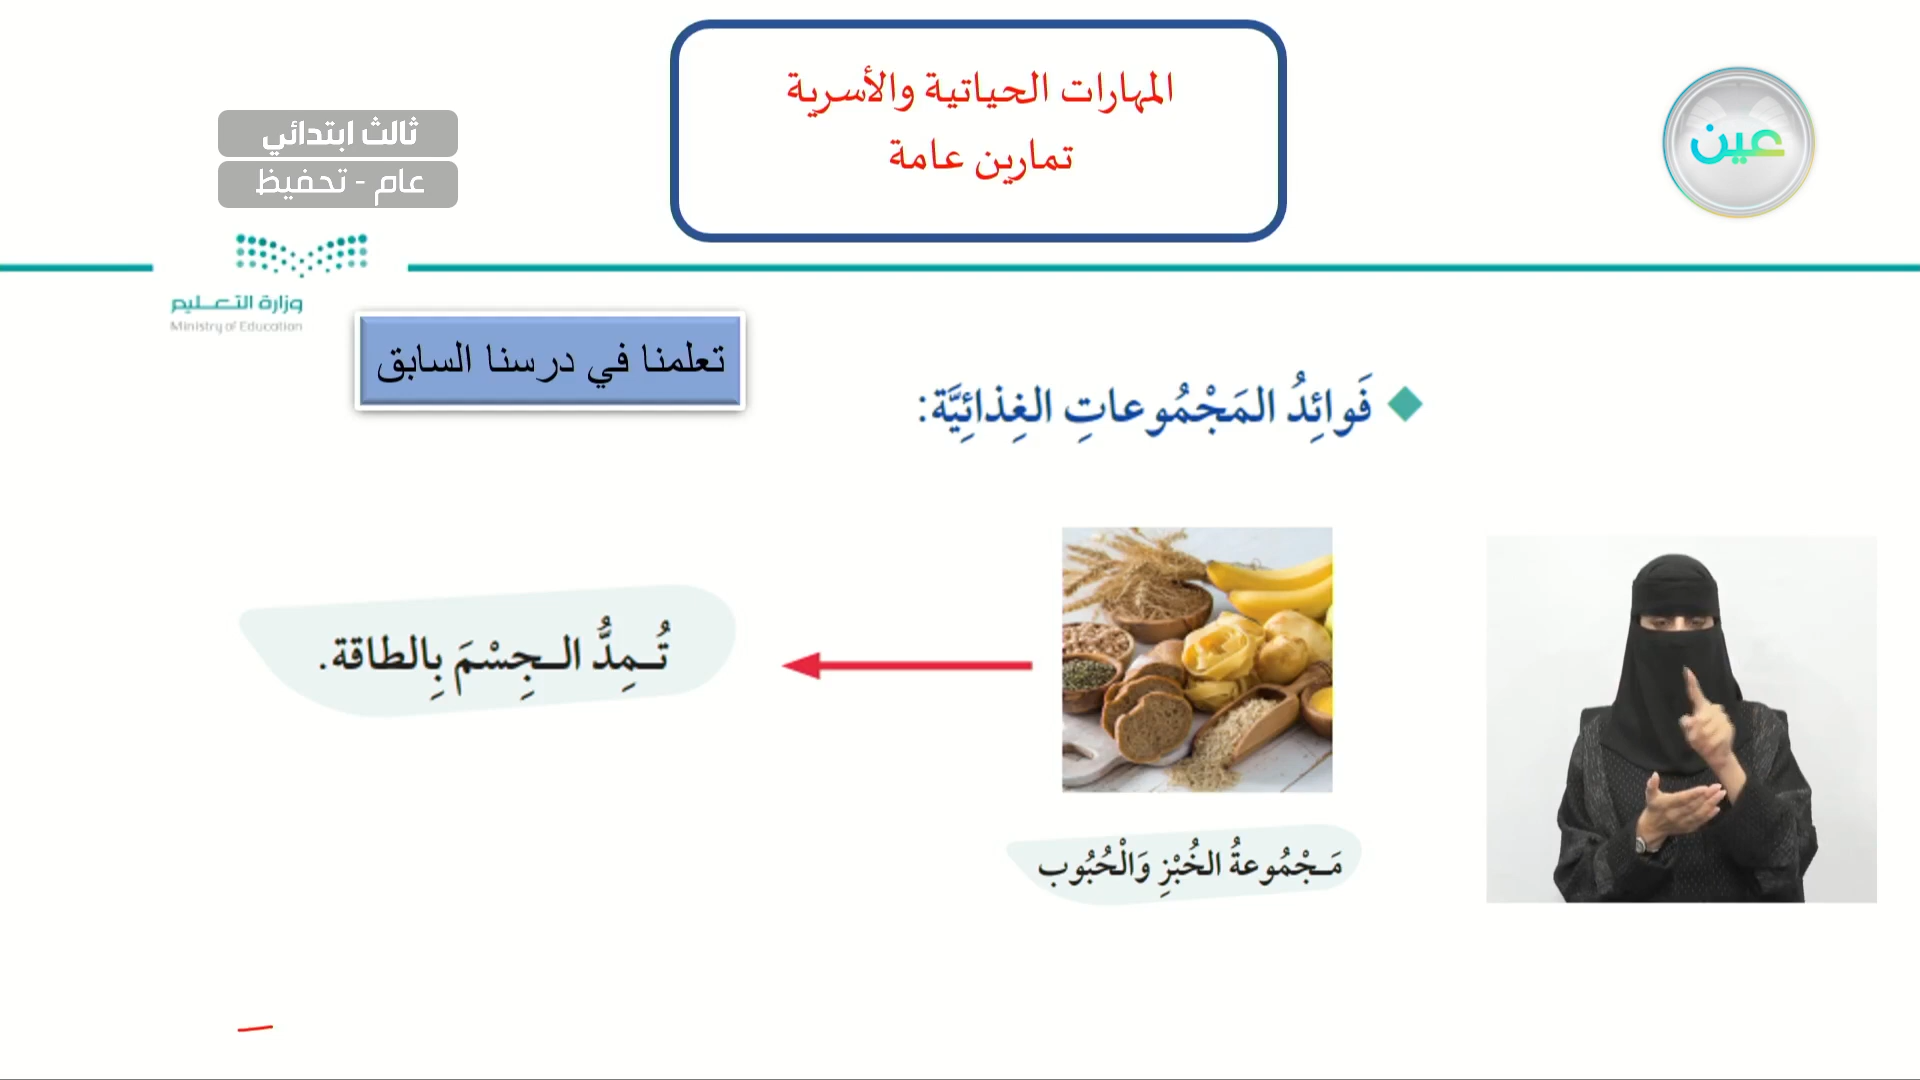 المهارات الحياتية والأسرية
تمارين عامة
عين
ثالث ابتدائي
عام - تحفيظ
وزارة التعليم
Ministry of Education
تعلمنا في درسنا السابق
فَوائِدُ المَجْمُوعاتِ الغِذائِيَّة:
تُمِدُّ الجِسْمَ بِالطاقة.
مَجْمُوعةُ الخُبْزِ وَالْحُبُوب